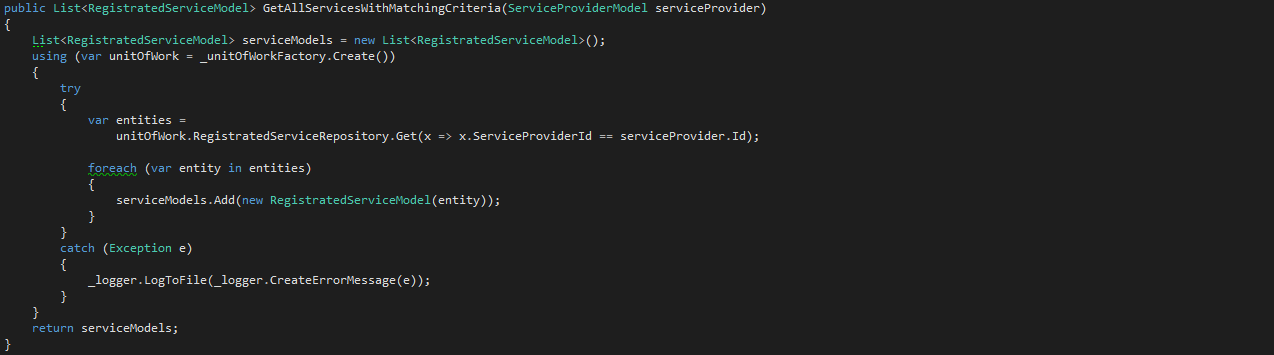 public List<RegistratedServiceModel> GetAllServicesWithMatchingCriteria(ServiceProviderModel serviceProvider)
{
    List<RegistratedServiceModel> serviceModels = new List<RegistratedServiceModel>();
    using (var unitOfWork = _unitOfWorkFactory.Create())
    {
        try
        {
            var entities =
                unitOfWork.RegistratedServiceRepository.Get(x => x.ServiceProviderId == serviceProvider.Id);

            foreach (var entity in entities)
            {
                serviceModels.Add(new RegistratedServiceModel(entity));
            }
        }
        catch (Exception e)
        {
            _logger.LogToFile(_logger.CreateErrorMessage(e));
        }
    }
    return serviceModels;
}